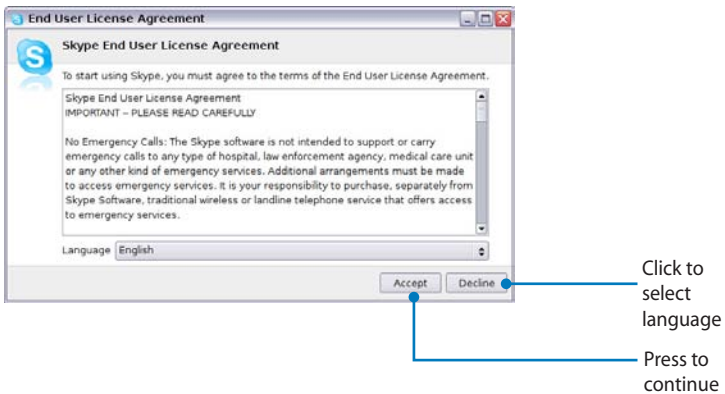 End User License Agreement
Skype End User License Agreement
To start using Skype, you must agree to the terms of the End User License Agreement.
Skype End User License Agreement
IMPORTANT – PLEASE READ CAREFULLY
No Emergency Calls: The Skype software is not intended to support or carry
emergency calls to any type of hospital, law enforcement agency, medical care unit
or any other kind of emergency services. Additional arrangements must be made
to access emergency services. It is your responsibility to purchase, separately from
Skype Software, traditional wireless or landline telephone service that offers access
to emergency services.
Language English
Accept Decline
Click to
select
language
Press to
continue